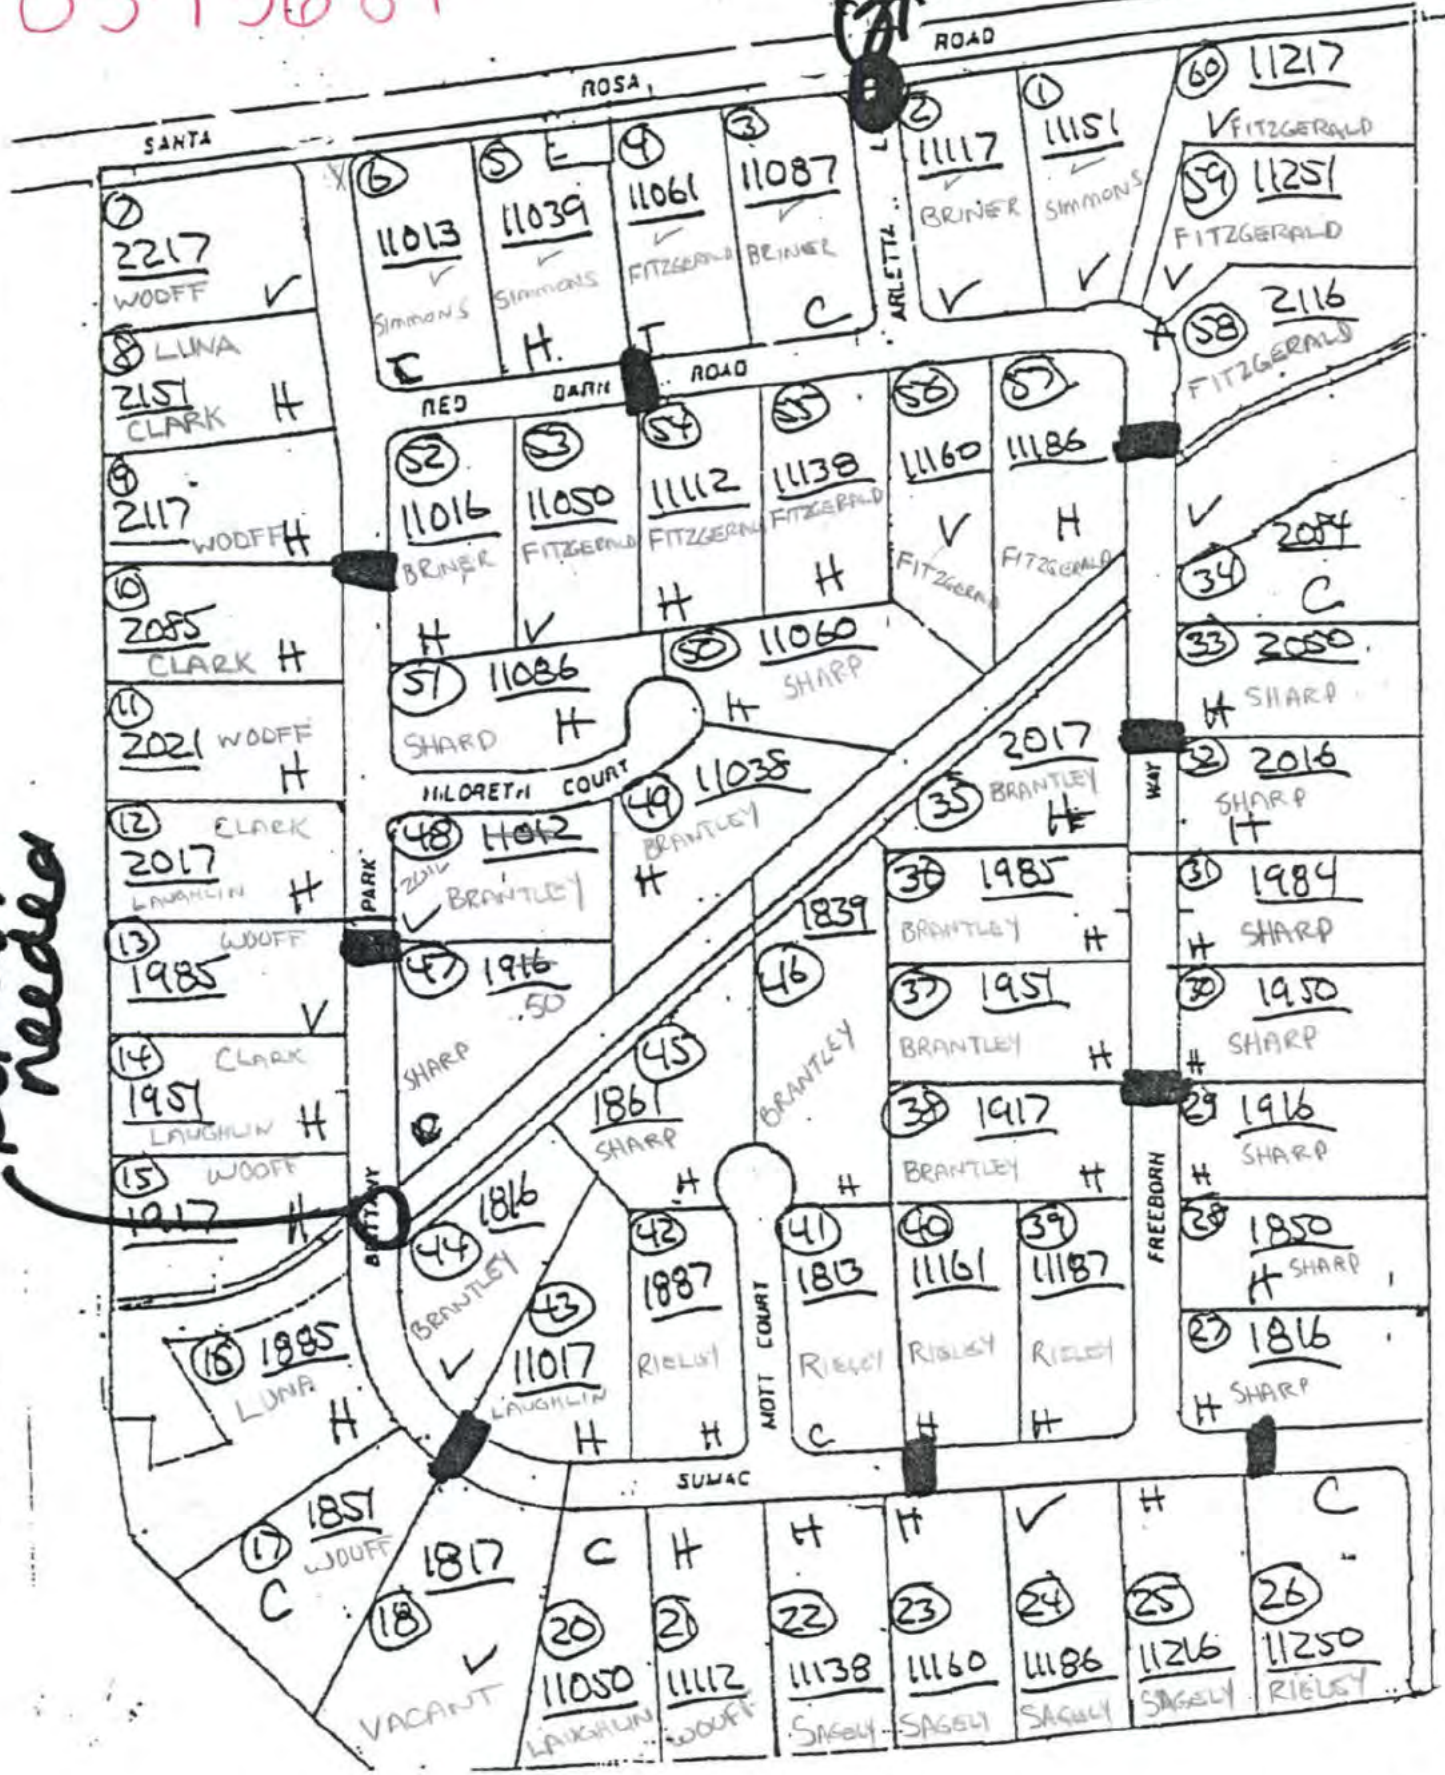 SANTA ROSA ROAD
7
2217
WOOFF V
8 LUNA
2151
CLARK H
9
2117
WOOFF H
10
2085
CLARK H
11
2021 WOOFF
H
12 CLARK
2017
LAUGHLIN H
13 WOOFF
1985
V
14 CLARK
1951
LAUGHLIN H
15 WOOFF
1917 H
needed
6
11013
SIMMONS
5
11039
SIMMONS
H
4
11061
FITZGERALD
3
11087
BRINER
C
ARLETTA
2
11117
BRINER
V
1
11151
SIMMONS
V
60 11217
V FITZGERALD
59 11251
FITZGERALD
V
58 2116
FITZGERALD
RED BARN ROAD
52
11016
BRINER
H
53
11050
FITZGERALD
V
54
11112
FITZGERALD
H
55
11138
FITZGERALD
H
56
11160
V
FITZGERALD
57
11186
H
FITZGERALD
V
34 2084
C
33 2050
H SHARP
32 2016
SHARP
H
31 1984
H SHARP
30 1950
H SHARP
29 1916
H SHARP
28 1850
H SHARP
27 1816
H SHARP
51 11086
SHARP H
50 11060
H SHARP
HILDRETH COURT
49 11038
BRANTLEY
H
48 11012
2016
V BRANTLEY
47 1916
50
SHARP
BRITTANY PARK
35 2017
BRANTLEY
H
36 1985
BRANTLEY H
37 1951
BRANTLEY H
38 1917
BRANTLEY H
FREEBORN WAY
1839
46
BRANTLEY
H
45
1861
SHARP
H
44 1816
BRANTLEY
V
43
11017
LAUGHLIN
H
42
1887
RIELEY
H
MOTT COURT
41
1813
RIELEY
C
40
11161
RIELEY
H
39
11187
RIELEY
H
16 1885
LUNA
H
SUMAC
17 1851
WOUFF
C
1817
18
V
VACANT
C
20
11050
LAUGHLIN
H
21
11112
WOUFF
H
22
11138
SAGELY
H
23
11160
SAGELY
V
24
11186
SAGELY
H
25
11216
SAGELY
C
26
11250
RIELEY